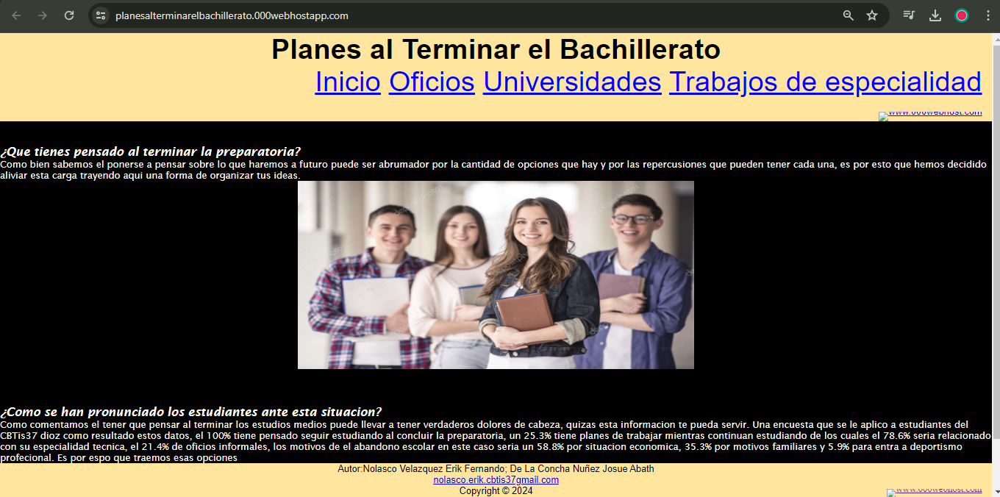 planesalterminarelbachillerato.000webhostapp.com
Planes al Terminar el Bachillerato
Inicio Oficios Universidades Trabajos de especialidad
www.000webhost.com
¿Que tienes pensado al terminar la preparatoria?
Como bien sabemos el ponerse a pensar sobre lo que haremos a futuro puede ser abrumador por la cantidad de opciones que hay y por las repercusiones que pueden tener cada una, es por esto que hemos decidido
aliviar esta carga trayendo aqui una forma de organizar tus ideas.
¿Como se han pronunciado los estudiantes ante esta situacion?
Como comentamos el tener que pensar al terminar los estudios medios puede llevar a tener verdaderos dolores de cabeza, quizas esta informacion te pueda servir. Una encuesta que se le aplico a estudiantes del
CBTis37 dioz como resultado estos datos, el 100% tiene pensado seguir estudiando al concluir la preparatoria, un 25.3% tiene planes de trabajar mientras continuan estudiando de los cuales el 78.6% seria relacionado
con su especialidad tecnica, el 21.4% de oficios informales, los motivos de el abandono escolar en este caso seria un 58.8% por situacion economica, 35.3% por motivos familiares y 5.9% para entra a deportismo
profecional. Es por espo que traemos esas opciones
Autor:Nolasco Velazquez Erik Fernando; De La Concha Nuñez Josue Abath
nolasco.erik.cbtis37gmail.com
Copyright © 2024
www.000webhost.com